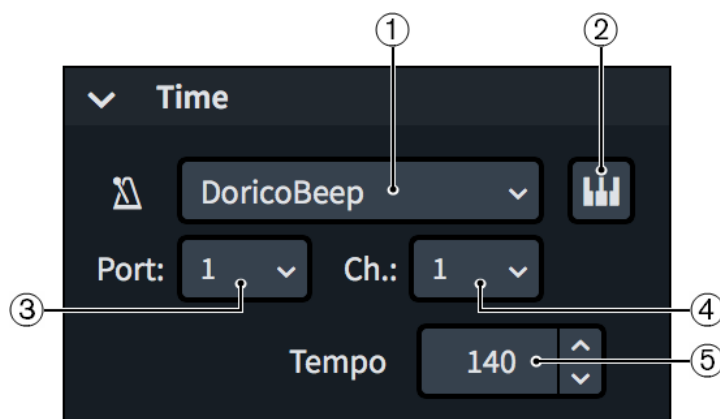 ① ②
Time
DoricoBeep
Port: 1 Ch.: 1
③ ④
Tempo 140 ⑤